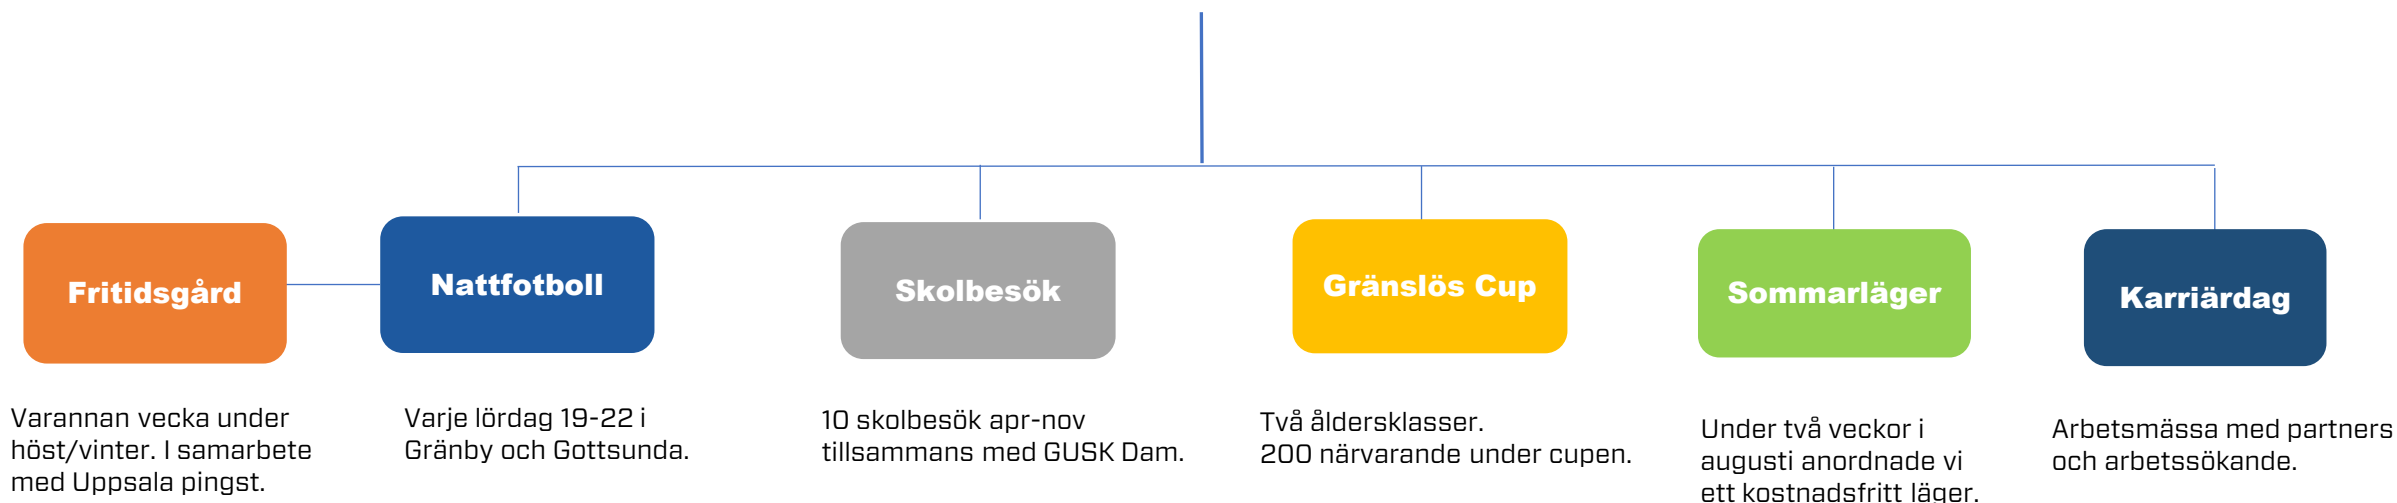 Fritidsgård
Nattfotboll
Skolbesök
Gränslös Cup
Sommarläger
Karriärdag
Varannan vecka under
höst/vinter. I samarbete
med Uppsala pingst.
Varje lördag 19-22 i
Gränby och Gottsunda.
10 skolbesök apr-nov
tillsammans med GUSK Dam.
Två åldersklasser.
200 närvarande under cupen.
Under två veckor i
augusti anordnade vi
ett kostnadsfritt läger.
Arbetsmässa med partners
och arbetssökande.